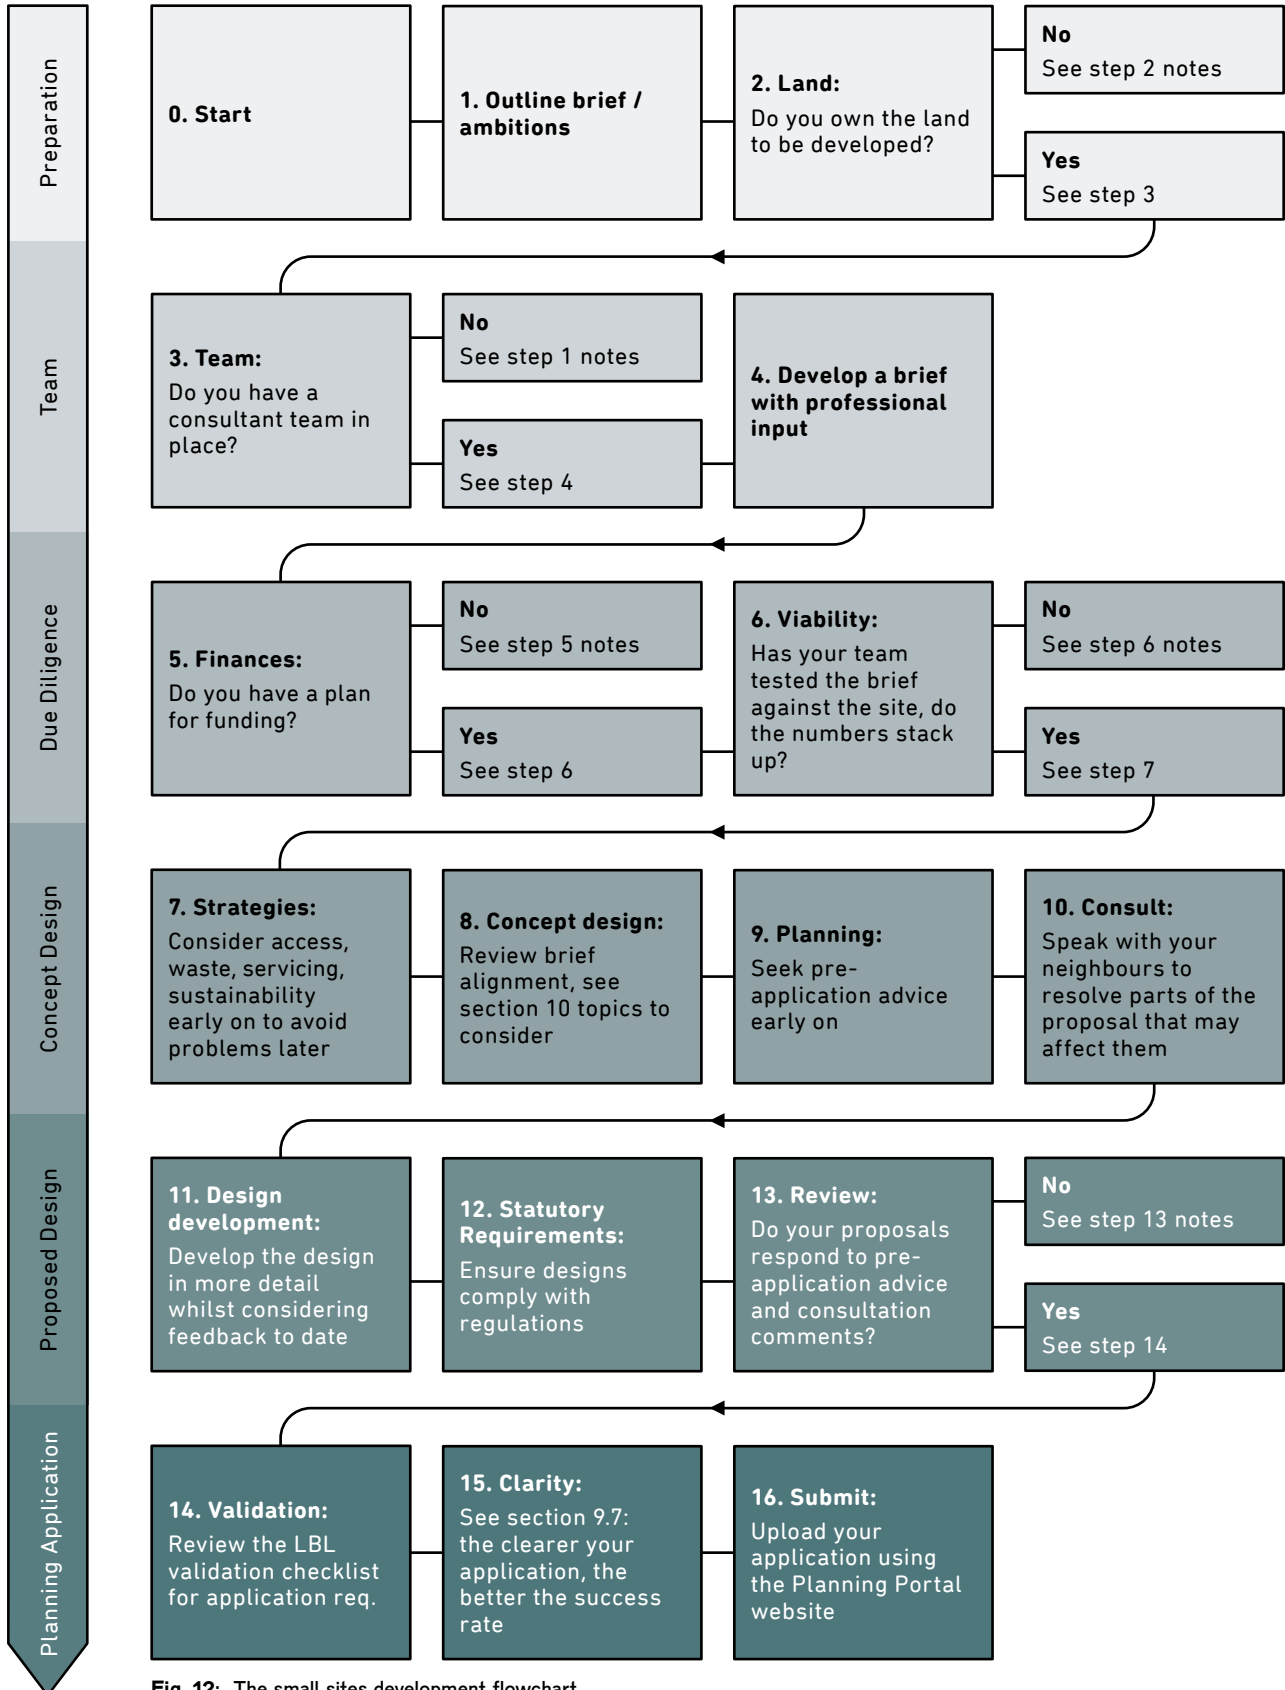 Preparation
0. Start
1. Outline brief /
ambitions
2. Land:
Do you own the land
to be developed?
No
See step 2 notes
Yes
See step 3
Team
3. Team:
Do you have a
consultant team in
place?
No
See step 1 notes
Yes
See step 4
4. Develop a brief
with professional
input
Due Diligence
5. Finances:
Do you have a plan
for funding?
No
See step 5 notes
Yes
See step 6
6. Viability:
Has your team
tested the brief
against the site, do
the numbers stack
up?
No
See step 6 notes
Yes
See step 7
Concept Design
7. Strategies:
Consider access,
waste, servicing,
sustainability
early on to avoid
problems later
8. Concept design:
Review brief
alignment, see
section 10 topics to
consider
9. Planning:
Seek pre-
application advice
early on
10. Consult:
Speak with your
neighbours to
resolve parts of the
proposal that may
affect them
Proposed Design
11. Design
development:
Develop the design
in more detail
whilst considering
feedback to date
12. Statutory
Requirements:
Ensure designs
comply with
regulations
13. Review:
Do your proposals
respond to pre-
application advice
and consultation
comments?
No
See step 13 notes
Yes
See step 14
Planning Application
14. Validation:
Review the LBL
validation checklist
for application req.
15. Clarity:
See section 9.7:
the clearer your
application, the
better the success
rate
16. Submit:
Upload your
application using
the Planning Portal
website
Fig. 12: The small sites development flowchart